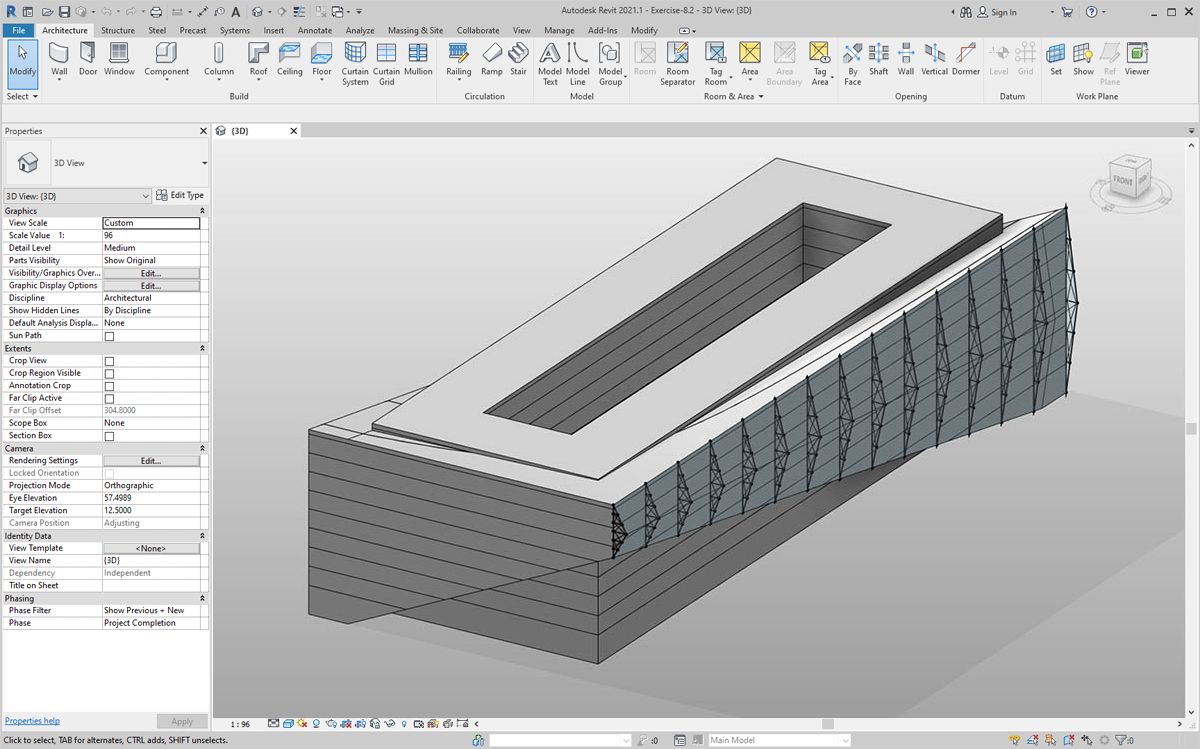 Autodesk Revit 2021.1 - Exercise-8.2 - 3D View: {3D}
Sign In
File Architecture Structure Steel Precast Systems Insert Annotate Analyze Massing & Site Collaborate View Manage Add-Ins Modify
Modify Wall Door Window Component Column Roof Ceiling Floor Curtain System Curtain Grid Mullion Railing Ramp Stair Model Text Model Line Model Group Room Room Separator Tag Room Area Area Boundary Tag Area By Face Shaft Wall Vertical Dormer Level Grid Set Show Ref Plane Viewer
Select Build Circulation Model Room & Area Opening Datum Work Plane
Properties
{3D}
3D View
3D View: {3D} Edit Type
Graphics
View Scale Custom
Scale Value 1: 96
Detail Level Medium
Parts Visibility Show Original
Visibility/Graphics Over... Edit...
Graphic Display Options Edit...
Discipline Architectural
Show Hidden Lines By Discipline
Default Analysis Displa... None
Sun Path
Extents
Crop View
Crop Region Visible
Annotation Crop
Far Clip Active
Far Clip Offset 304.8000
Scope Box None
Section Box
Camera
Rendering Settings Edit...
Locked Orientation
Projection Mode Orthographic
Eye Elevation 57.4989
Target Elevation 12.5000
Camera Position Adjusting
Identity Data
View Template <None>
View Name {3D}
Dependency Independent
Title on Sheet
Phasing
Phase Filter Show Previous + New
Phase Project Completion
FRONT
Properties help Apply
1 : 96
Click to select, TAB for alternates, CTRL adds, SHIFT unselects.
:0
Main Model
:0